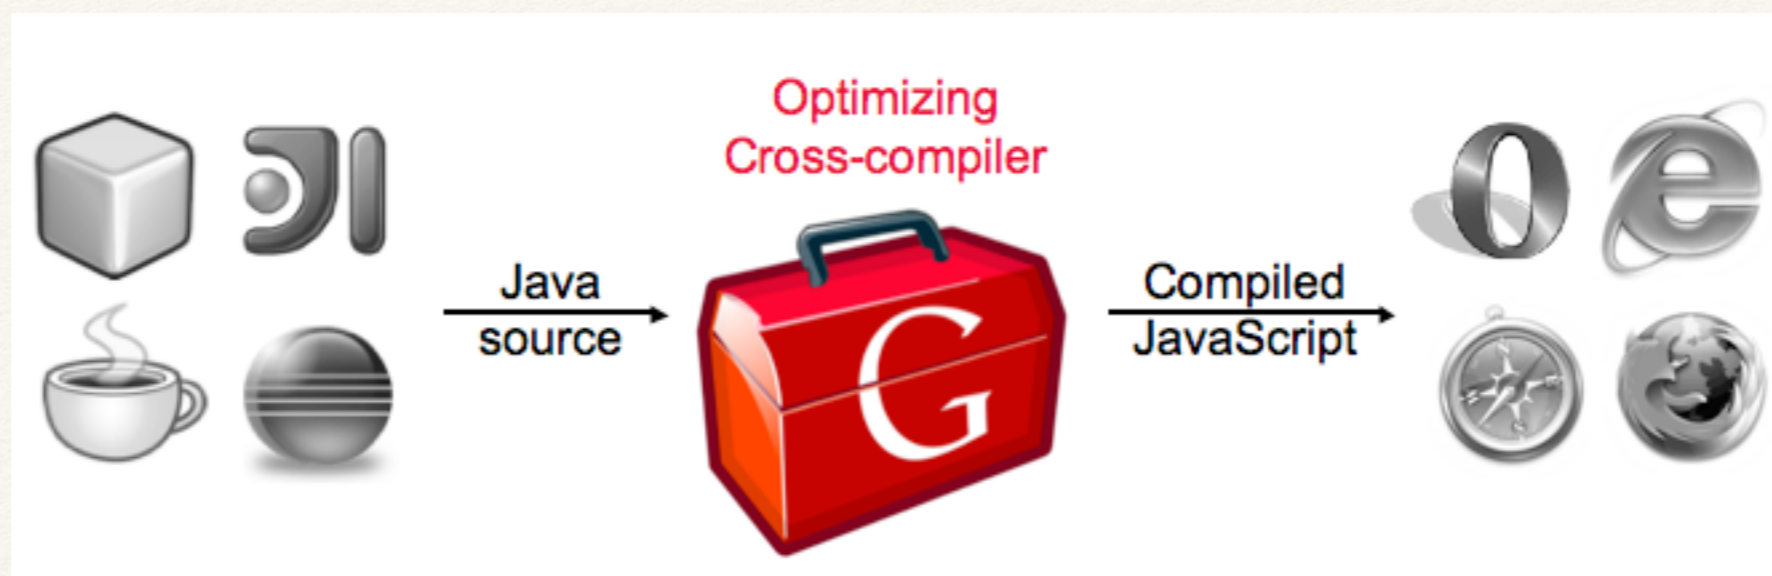 Optimizing
Cross-compiler
Java
source
G
Compiled
JavaScript